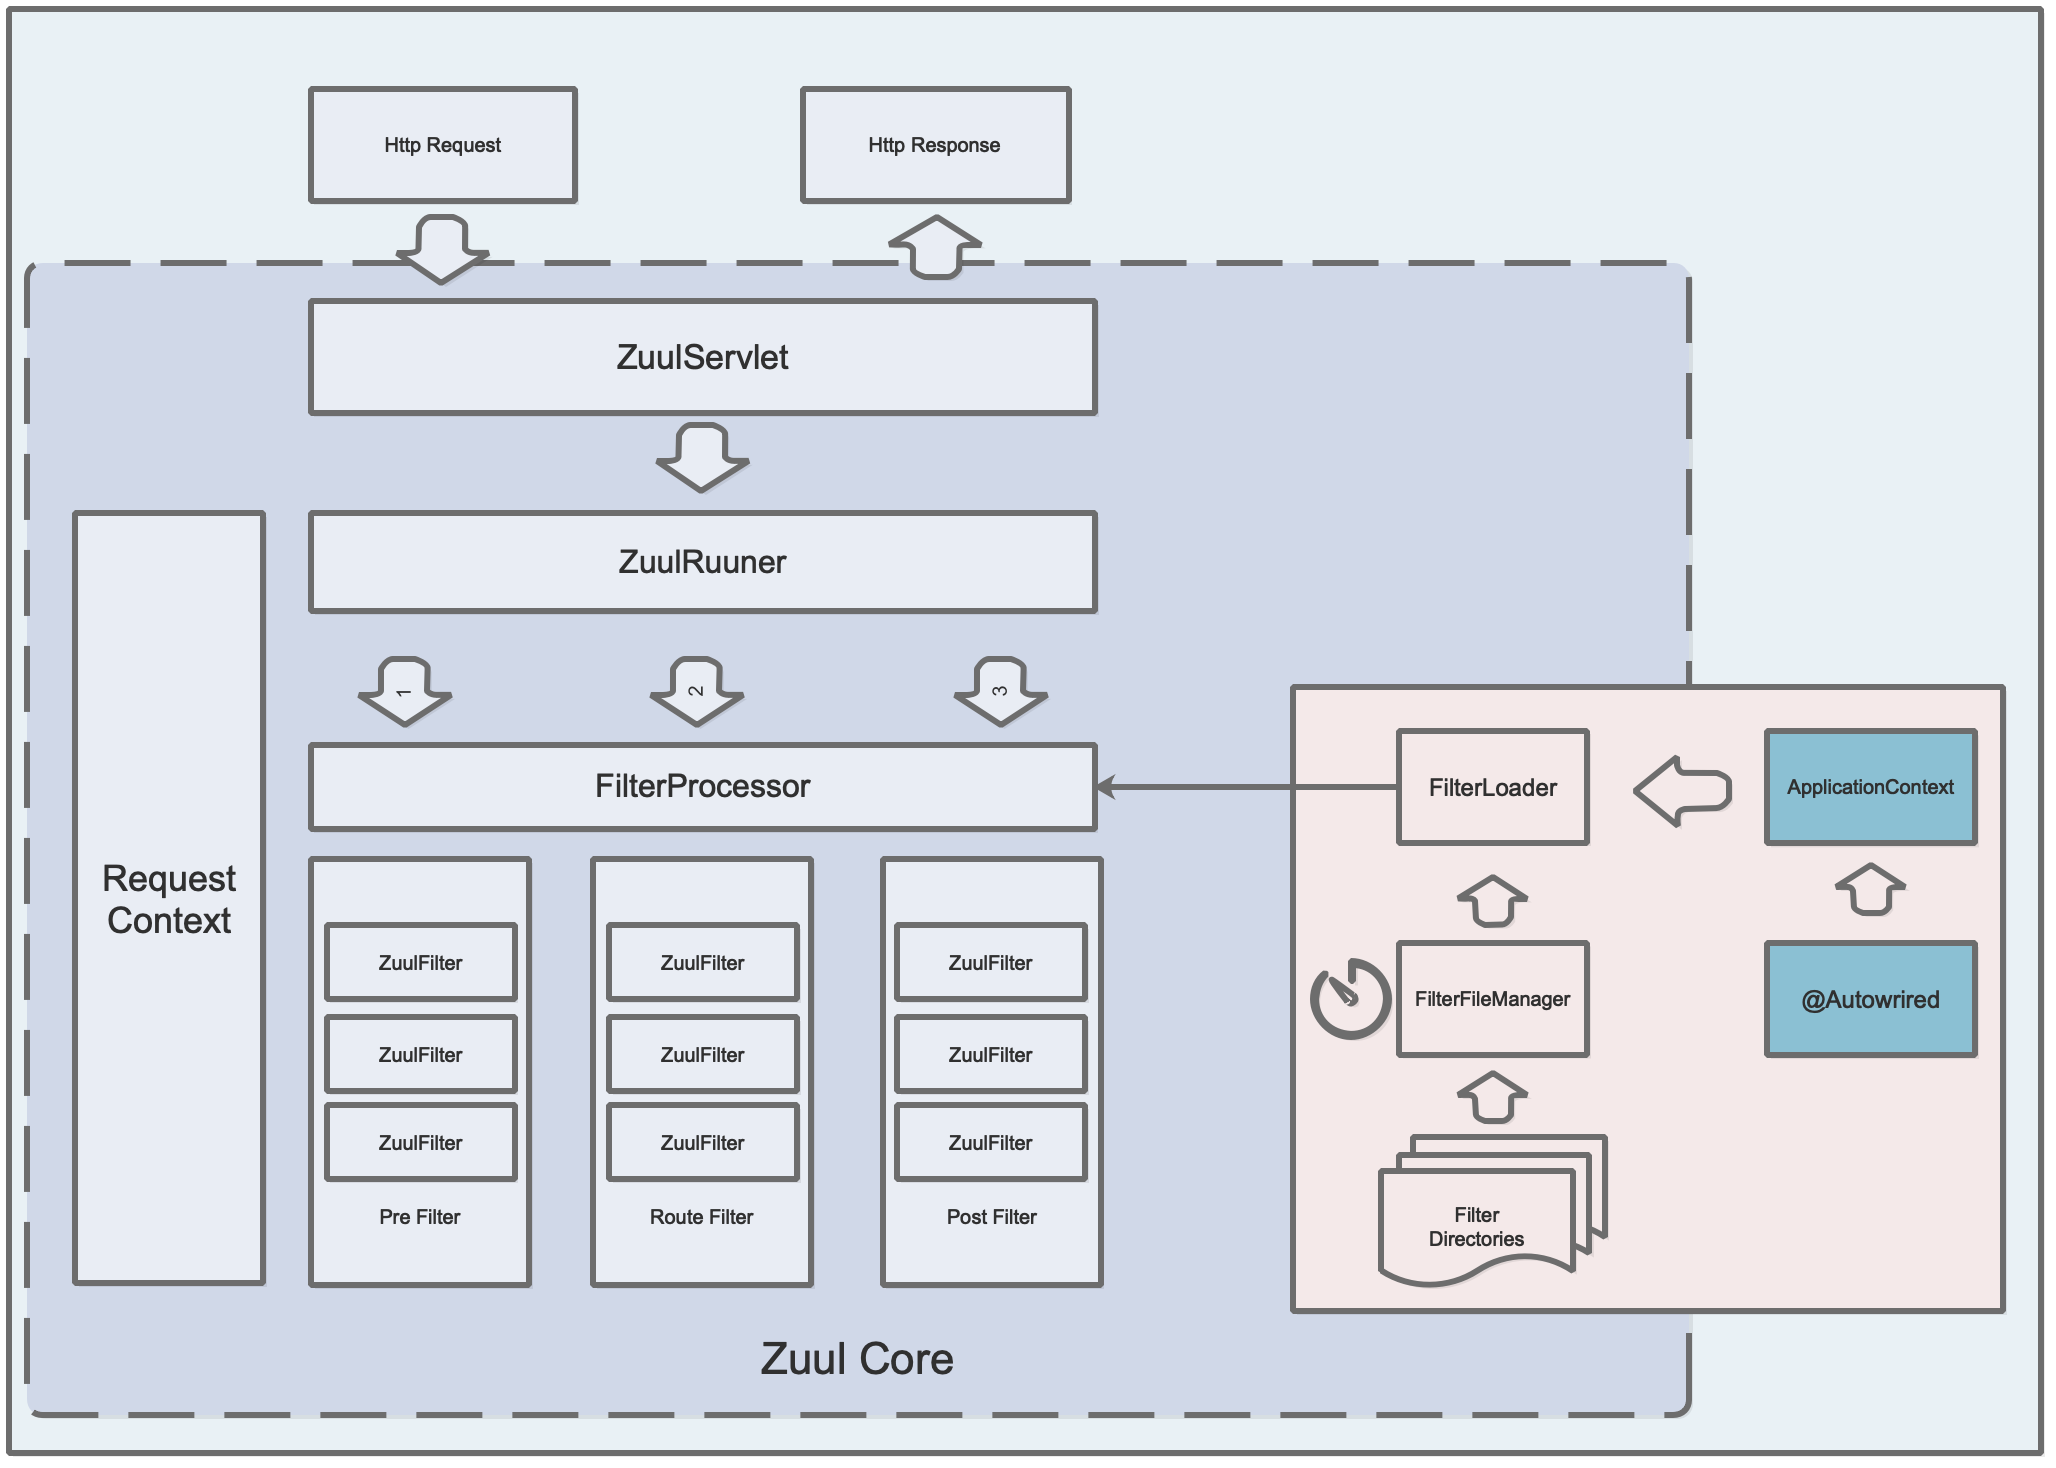 Http Request
Http Response
ZuulServlet
ZuulRuuner
1
2
3
FilterProcessor
Request
Context
ZuulFilter
ZuulFilter
ZuulFilter
Pre Filter
ZuulFilter
ZuulFilter
ZuulFilter
Route Filter
ZuulFilter
ZuulFilter
ZuulFilter
Post Filter
FilterLoader
ApplicationContext
FilterFileManager
@Autowrired
Filter
Directories
Zuul Core